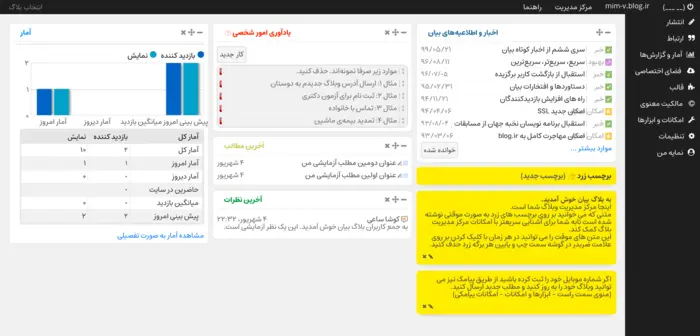 (... ...)
mim-v.blog.ir
مرکز مدیریت
راهنما
انتخاب بلاگ
انتشار
ارتباط
آمار و گزارش‌ها
فضای اختصاصی
قالب
مالکیت معنوی
امکانات و ابزارها
تنظیمات
نمایه من
اخبار و اطلاعیه‌های بیان
خبر سری ششم از اخبار کوتاه بیان ۹۹/۰۵/۲۱
بهبود سریع، سریع‌تر، سریع‌ترین ۹۶/۰۸/۱۱
خبر استقبال از بازگشت کاربر برگزیده ۹۶/۰۷/۰۵
خبر دستاوردها و افتخارات بیان ۹۵/۰۲/۳۱
خبر راه های افزایش بازدیدکنندگان ۹۴/۱۱/۲۱
امکان امکان جدید SSL ۹۴/۰۶/۰۶
خبر استقبال برنامه نویسان نخبه جهان از مسابقات ۹۳/۰۸/۰۴
امکان امکان مهاجرت کامل به blog.ir ۹۳/۰۳/۰۶
موارد بیشتر ...
خوانده شده
برچسب زرد (برچسب جدید)
به بلاگ بیان خوش آمدید.
اینجا مرکز مدیریت وبلاگ شما است.
متنی که می خوانید بر روی برچسب های زرد به صورت موقتی نوشته
شده است تابه شما برای آشنایی سریعتر با امکانات مرکز مدیریت
بلاگ کمک کند.
این متن های موقت را می توانید در هر زمان با کلیک کردن بر روی
علامت ضربدر در گوشه سمت چپ و پایین هر برگه زرد حذف کنید.
اگر شماره موبایل خود را ثبت کرده باشید از طریق پیامک نیز می
توانید وبلاگ خود را به روز کنید و مطلب جدید ارسال کنید.
(منوی سمت راست - ابزارها و امکانات - امکانات پیامکی)
یادآوری امور شخصی (۵)
کار جدید
موارد زیر صرفا نمونه‌اند. حذف کنید.
مثال ۱: ارسال آدرس وبلاگ جدیدم به دوستان
مثال ۲: ثبت نام برای آزمون دکتری
مثال ۳: تماس با خانواده
مثال ۴: تمدید بیمه‌ی ماشین
آخرین مطالب
عنوان دومین مطلب آزمایشی من ۴ شهریور
عنوان اولین مطلب آزمایشی من ۴ شهریور
آخرین نظرات
کوشا ساعی ۴ شهریور، ۲۲:۳۲
به جمع کاربران بلاگ بیان خوش آمدید. این یک نظر آزمایشی است.
آمار
بازدید کننده نمایش
۲
۱
۰
پیش بینی امروز میانگین بازدید آمار دیروز آمار امروز
بازدید کننده نمایش
آمار کل ۲ ۱۰
آمار امروز ۱ ۱
آمار دیروز ۰ ۰
حاضرین در سایت ۰
میانگین بازدید ۰ ۰
پیش بینی امروز ۲ ۲
مشاهده آمار به صورت تفصیلی